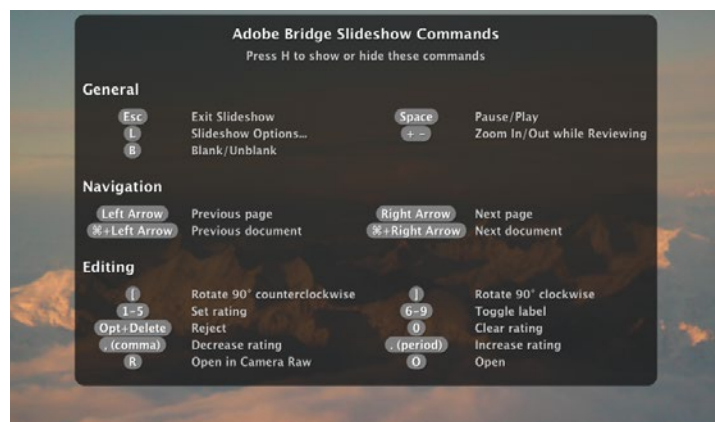 Adobe Bridge Slideshow Commands
Press H to show or hide these commands
General
Esc Exit Slideshow Space Pause/Play
L Slideshow Options... + - Zoom In/Out while Reviewing
B Blank/Unblank
Navigation
Left Arrow Previous page Right Arrow Next page
⌘+Left Arrow Previous document ⌘+Right Arrow Next document
Editing
[ Rotate 90° counterclockwise ] Rotate 90° clockwise
1-5 Set rating 6-9 Toggle label
Opt+Delete Reject 0 Clear rating
, (comma) Decrease rating . (period) Increase rating
R Open in Camera Raw O Open